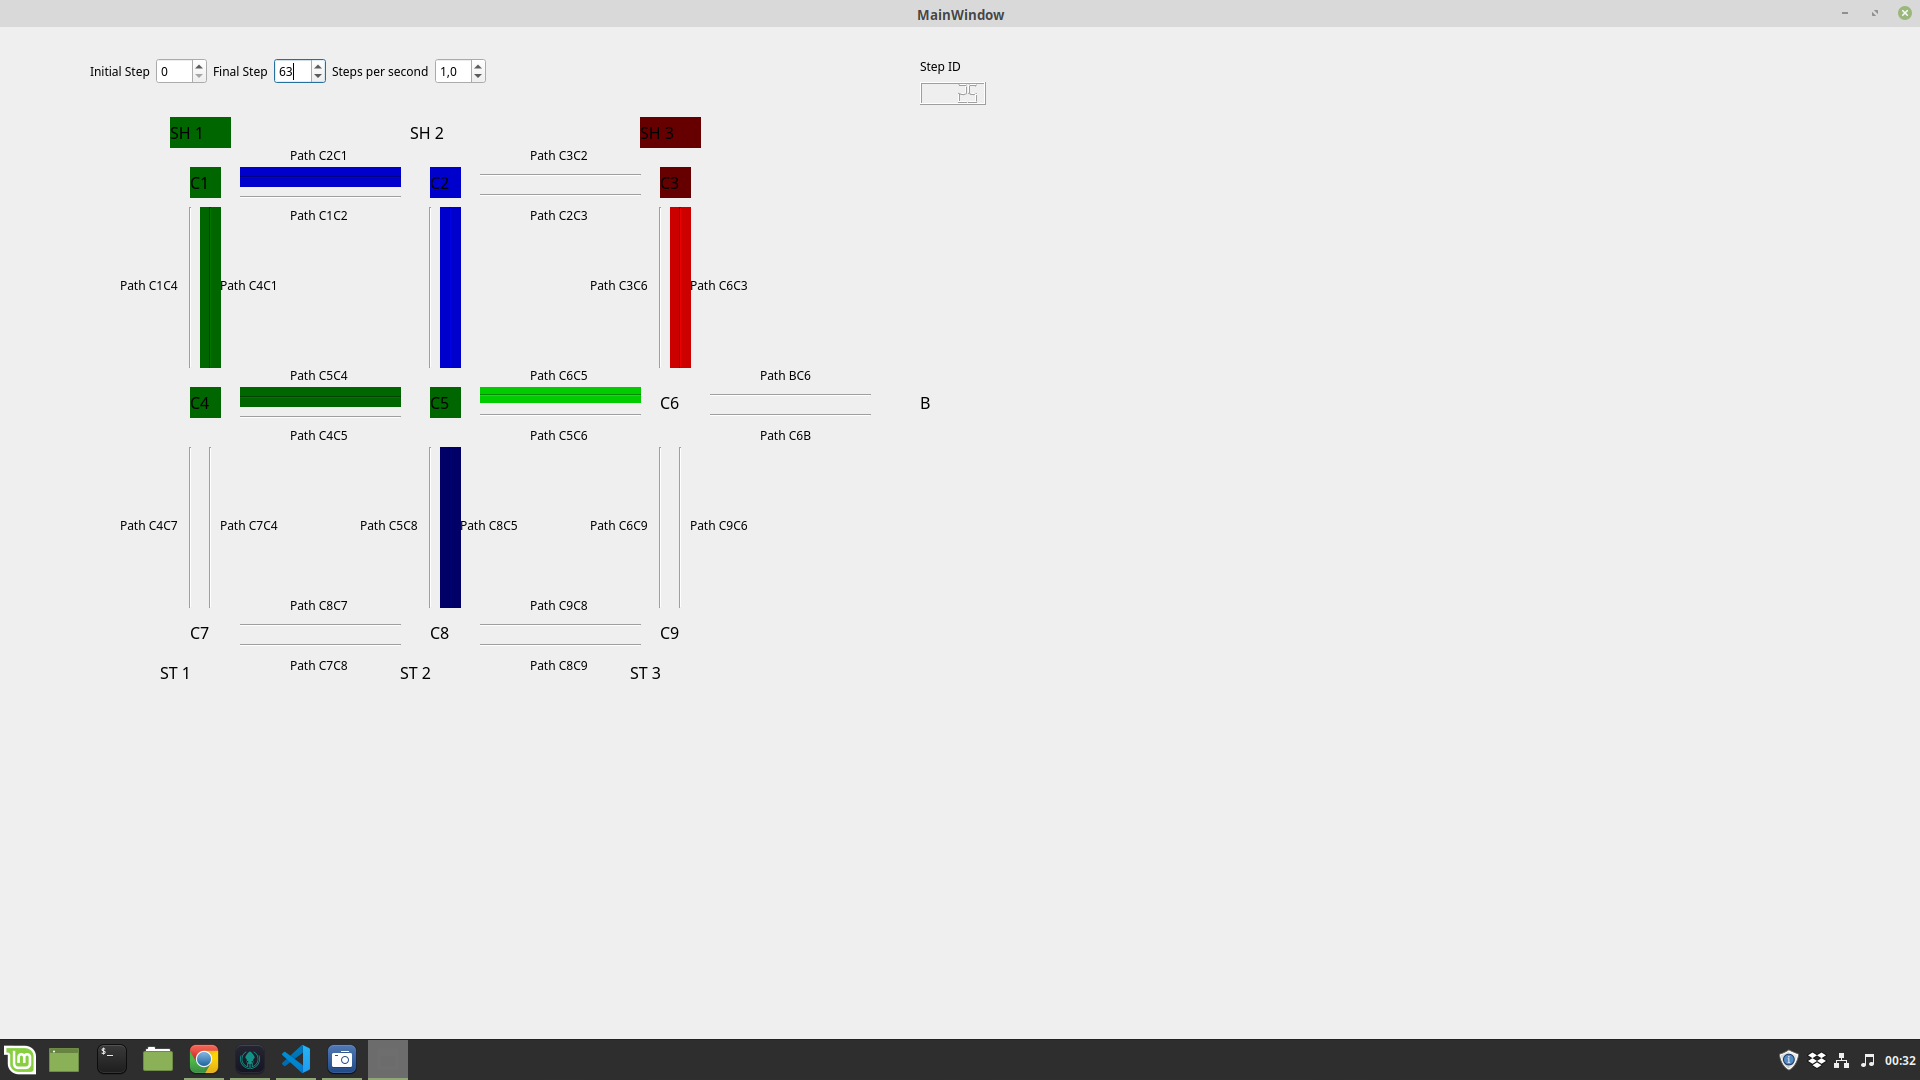 MainWindow
Initial Step 0 Final Step 63 Steps per second 1,0
Step ID
25
SH 1 SH 2 SH 3
Path C2C1 Path C3C2
C1 C2 C3
Path C1C2 Path C2C3
Path C1C4 Path C4C1 Path C3C6 Path C6C3
Path C5C4 Path C6C5 Path BC6
C4 C5 C6 B
Path C4C5 Path C5C6 Path C6B
Path C4C7 Path C7C4 Path C5C8 Path C8C5 Path C6C9 Path C9C6
Path C8C7 Path C9C8
C7 C8 C9
Path C7C8 Path C8C9
ST 1 ST 2 ST 3
00:32